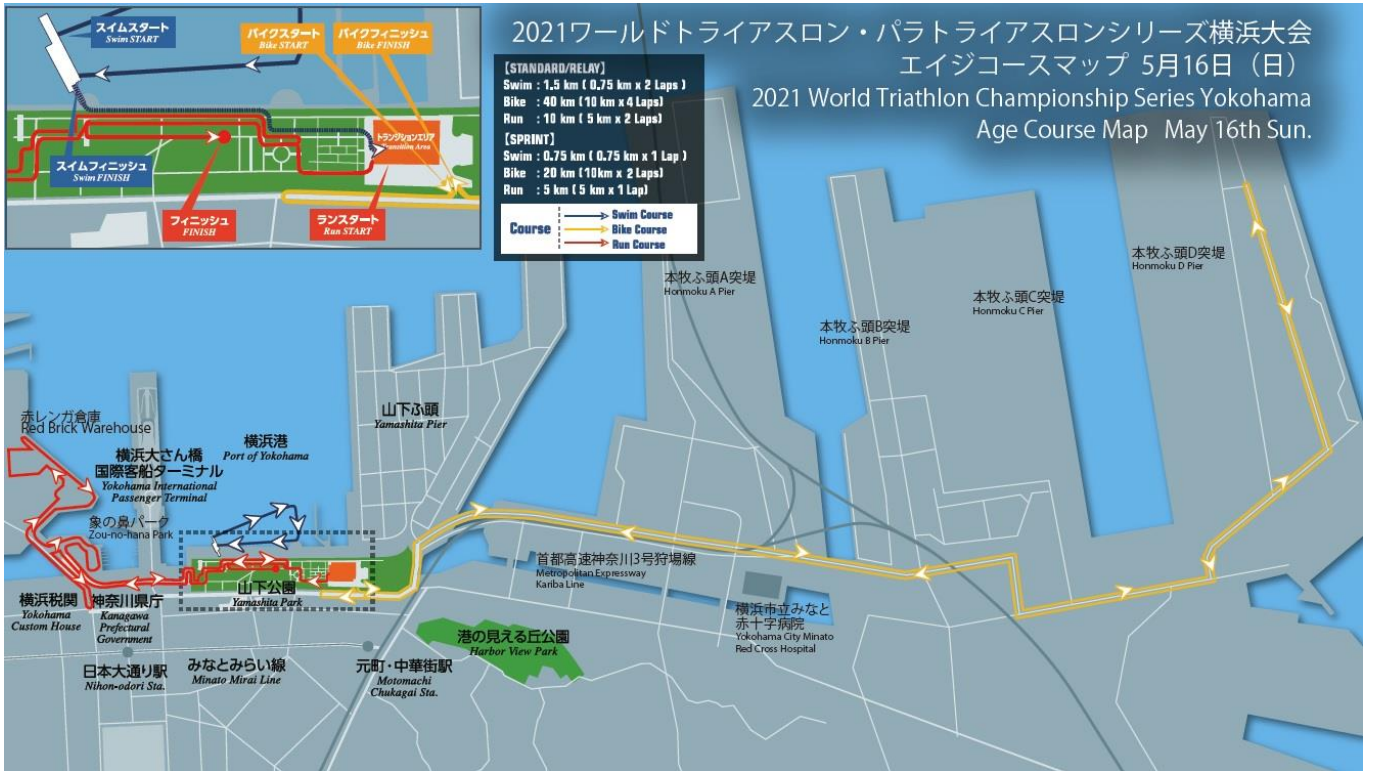 2021ワールドトライアスロン・パラトライアスロンシリーズ横浜大会
エイジコースマップ 5月16日（日）
2021 World Triathlon Championship Series Yokohama
Age Course Map May 16th Sun.
スイムスタート
Swim START
バイクスタート
Bike START
バイクフィニッシュ
Bike FINISH
トランジションエリア
Transition Area
スイムフィニッシュ
Swim FINISH
フィニッシュ
FINISH
ランスタート
Run START
【STANDARD/RELAY】
Swim : 1.5 km ( 0.75 km x 2 Laps )
Bike : 40 km (10 km x 4 Laps)
Run : 10 km ( 5 km x 2 Laps)
【SPRINT】
Swim : 0.75 km ( 0.75 km x 1 Lap )
Bike : 20 km (10km x 2 Laps)
Run : 5 km ( 5 km x 1 Lap)
Course
Swim Course
Bike Course
Run Course
本牧ふ頭A突堤
Honmoku A Pier
本牧ふ頭B突堤
Honmoku B Pier
本牧ふ頭C突堤
Honmoku C Pier
本牧ふ頭D突堤
Honmoku D Pier
赤レンガ倉庫
Red Brick Warehouse
横浜大さん橋
国際客船ターミナル
Yokohama International
Passenger Terminal
横浜港
Port of Yokohama
山下ふ頭
Yamashita Pier
象の鼻パーク
Zou-no-hana Park
山下公園
Yamashita Park
横浜税関
Yokohama
Custom House
神奈川県庁
Kanagawa
Prefectural
Government
日本大通り駅
Nihon-odori Sta.
みなとみらい線
Minato Mirai Line
元町・中華街駅
Motomachi
Chukagai Sta.
港の見える丘公園
Harbor View Park
首都高速神奈川3号狩場線
Metropolitan Expressway
Kariba Line
横浜市立みなと
赤十字病院
Yokohama City Minato
Red Cross Hospital